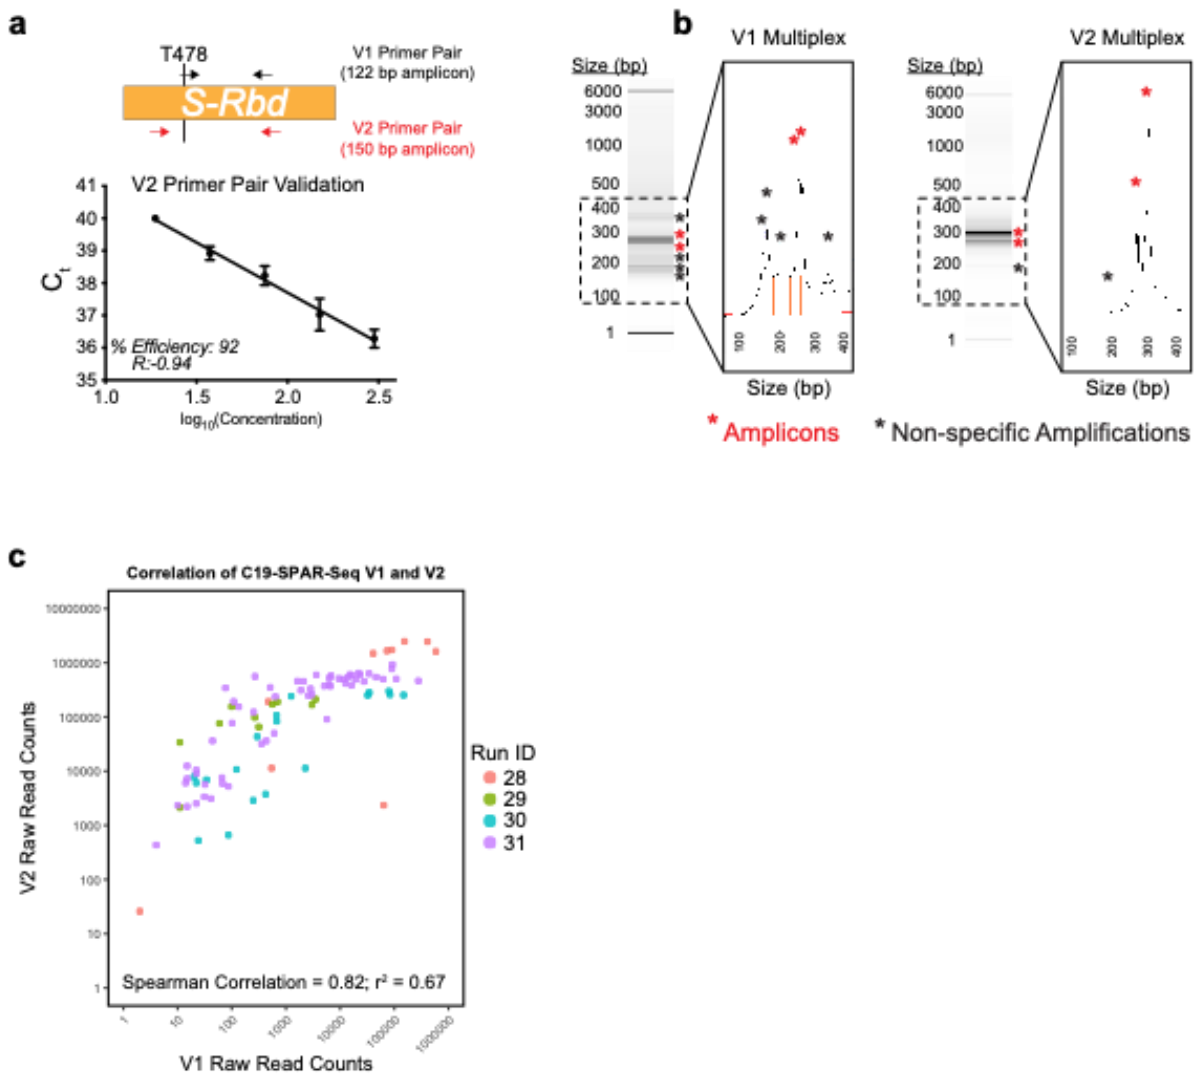 a
T478
V1 Primer Pair
(122 bp amplicon)
S-Rbd
V2 Primer Pair
(150 bp amplicon)
V2 Primer Pair Validation
41
40
39
38
37
36
35
Ct
% Efficiency: 92
R:-0.94
1.0
1.5
2.0
2.5
log10(Concentration)
b
V1 Multiplex
Size (bp)
6000
3000
1000
500
400
300
200
100
1
* * * * * *
* * * * * *
100
200
300
400
Size (bp)
V2 Multiplex
Size (bp)
6000
3000
1000
500
400
300
200
100
1
* * *
* * *
100
200
300
400
Size (bp)
* Amplicons
* Non-specific Amplifications
c
Correlation of C19-SPAR-Seq V1 and V2
10000000
1000000
100000
10000
1000
100
10
1
V2 Raw Read Counts
Spearman Correlation = 0.82; r² = 0.67
1
10
100
1000
10000
100000
1000000
V1 Raw Read Counts
Run ID
28
29
30
31